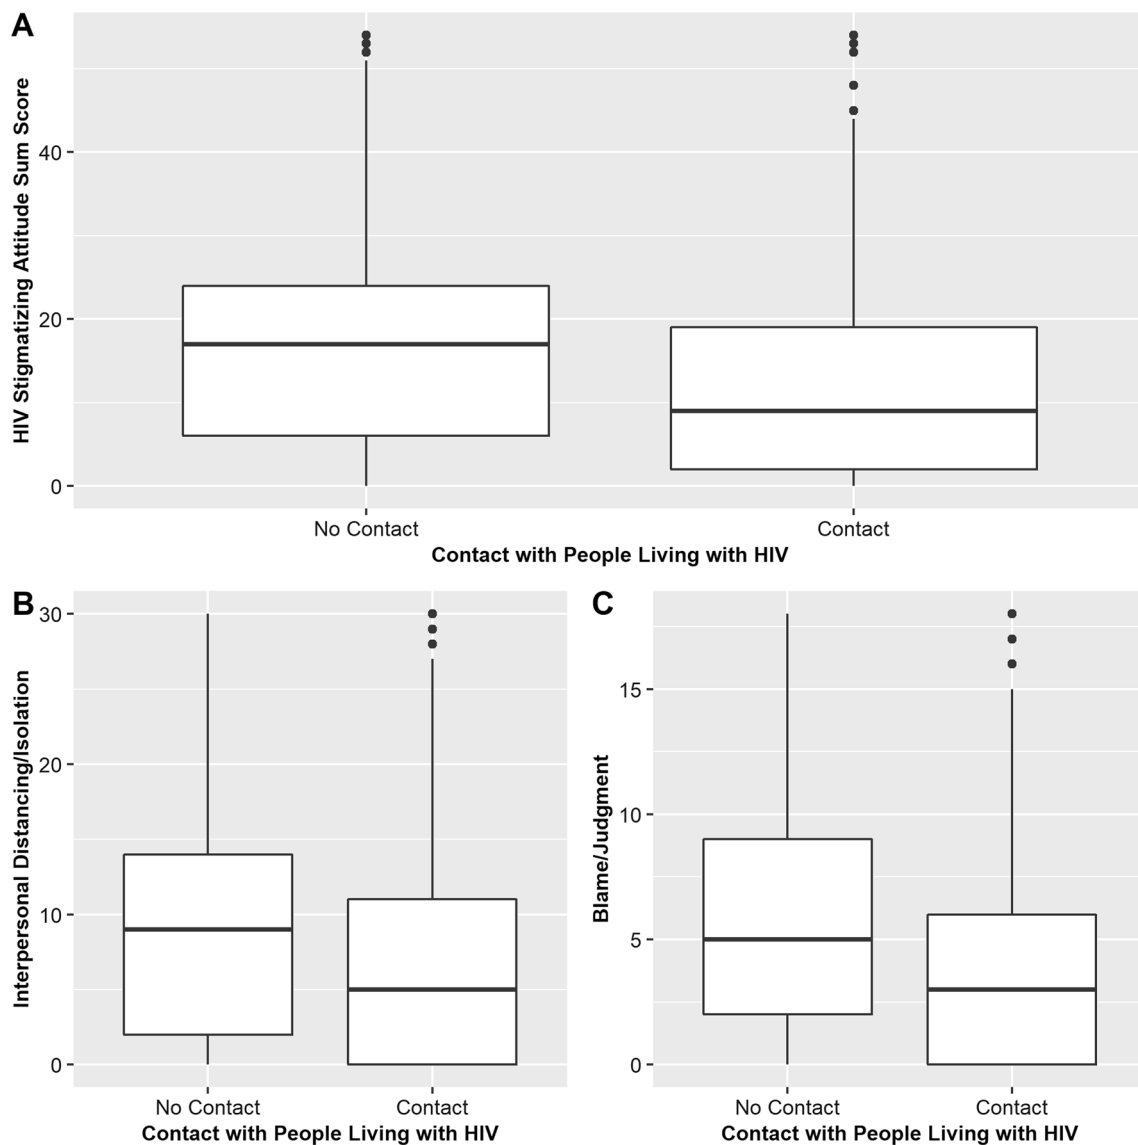 A
HIV Stigmatizing Attitude Sum Score
40
20
0
No Contact
Contact
Contact with People Living with HIV
B
Interpersonal Distancing/Isolation
30
20
10
0
No Contact
Contact
Contact with People Living with HIV
C
Blame/Judgment
15
10
5
0
No Contact
Contact
Contact with People Living with HIV